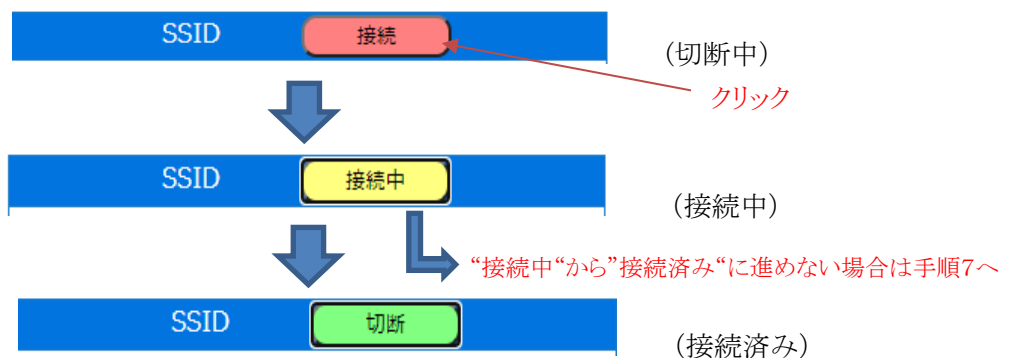 SSID 接続
(切断中)
クリック
SSID 接続中
(接続中)
“接続中“から”接続済み“に進めない場合は手順7へ
SSID 切断
(接続済み)